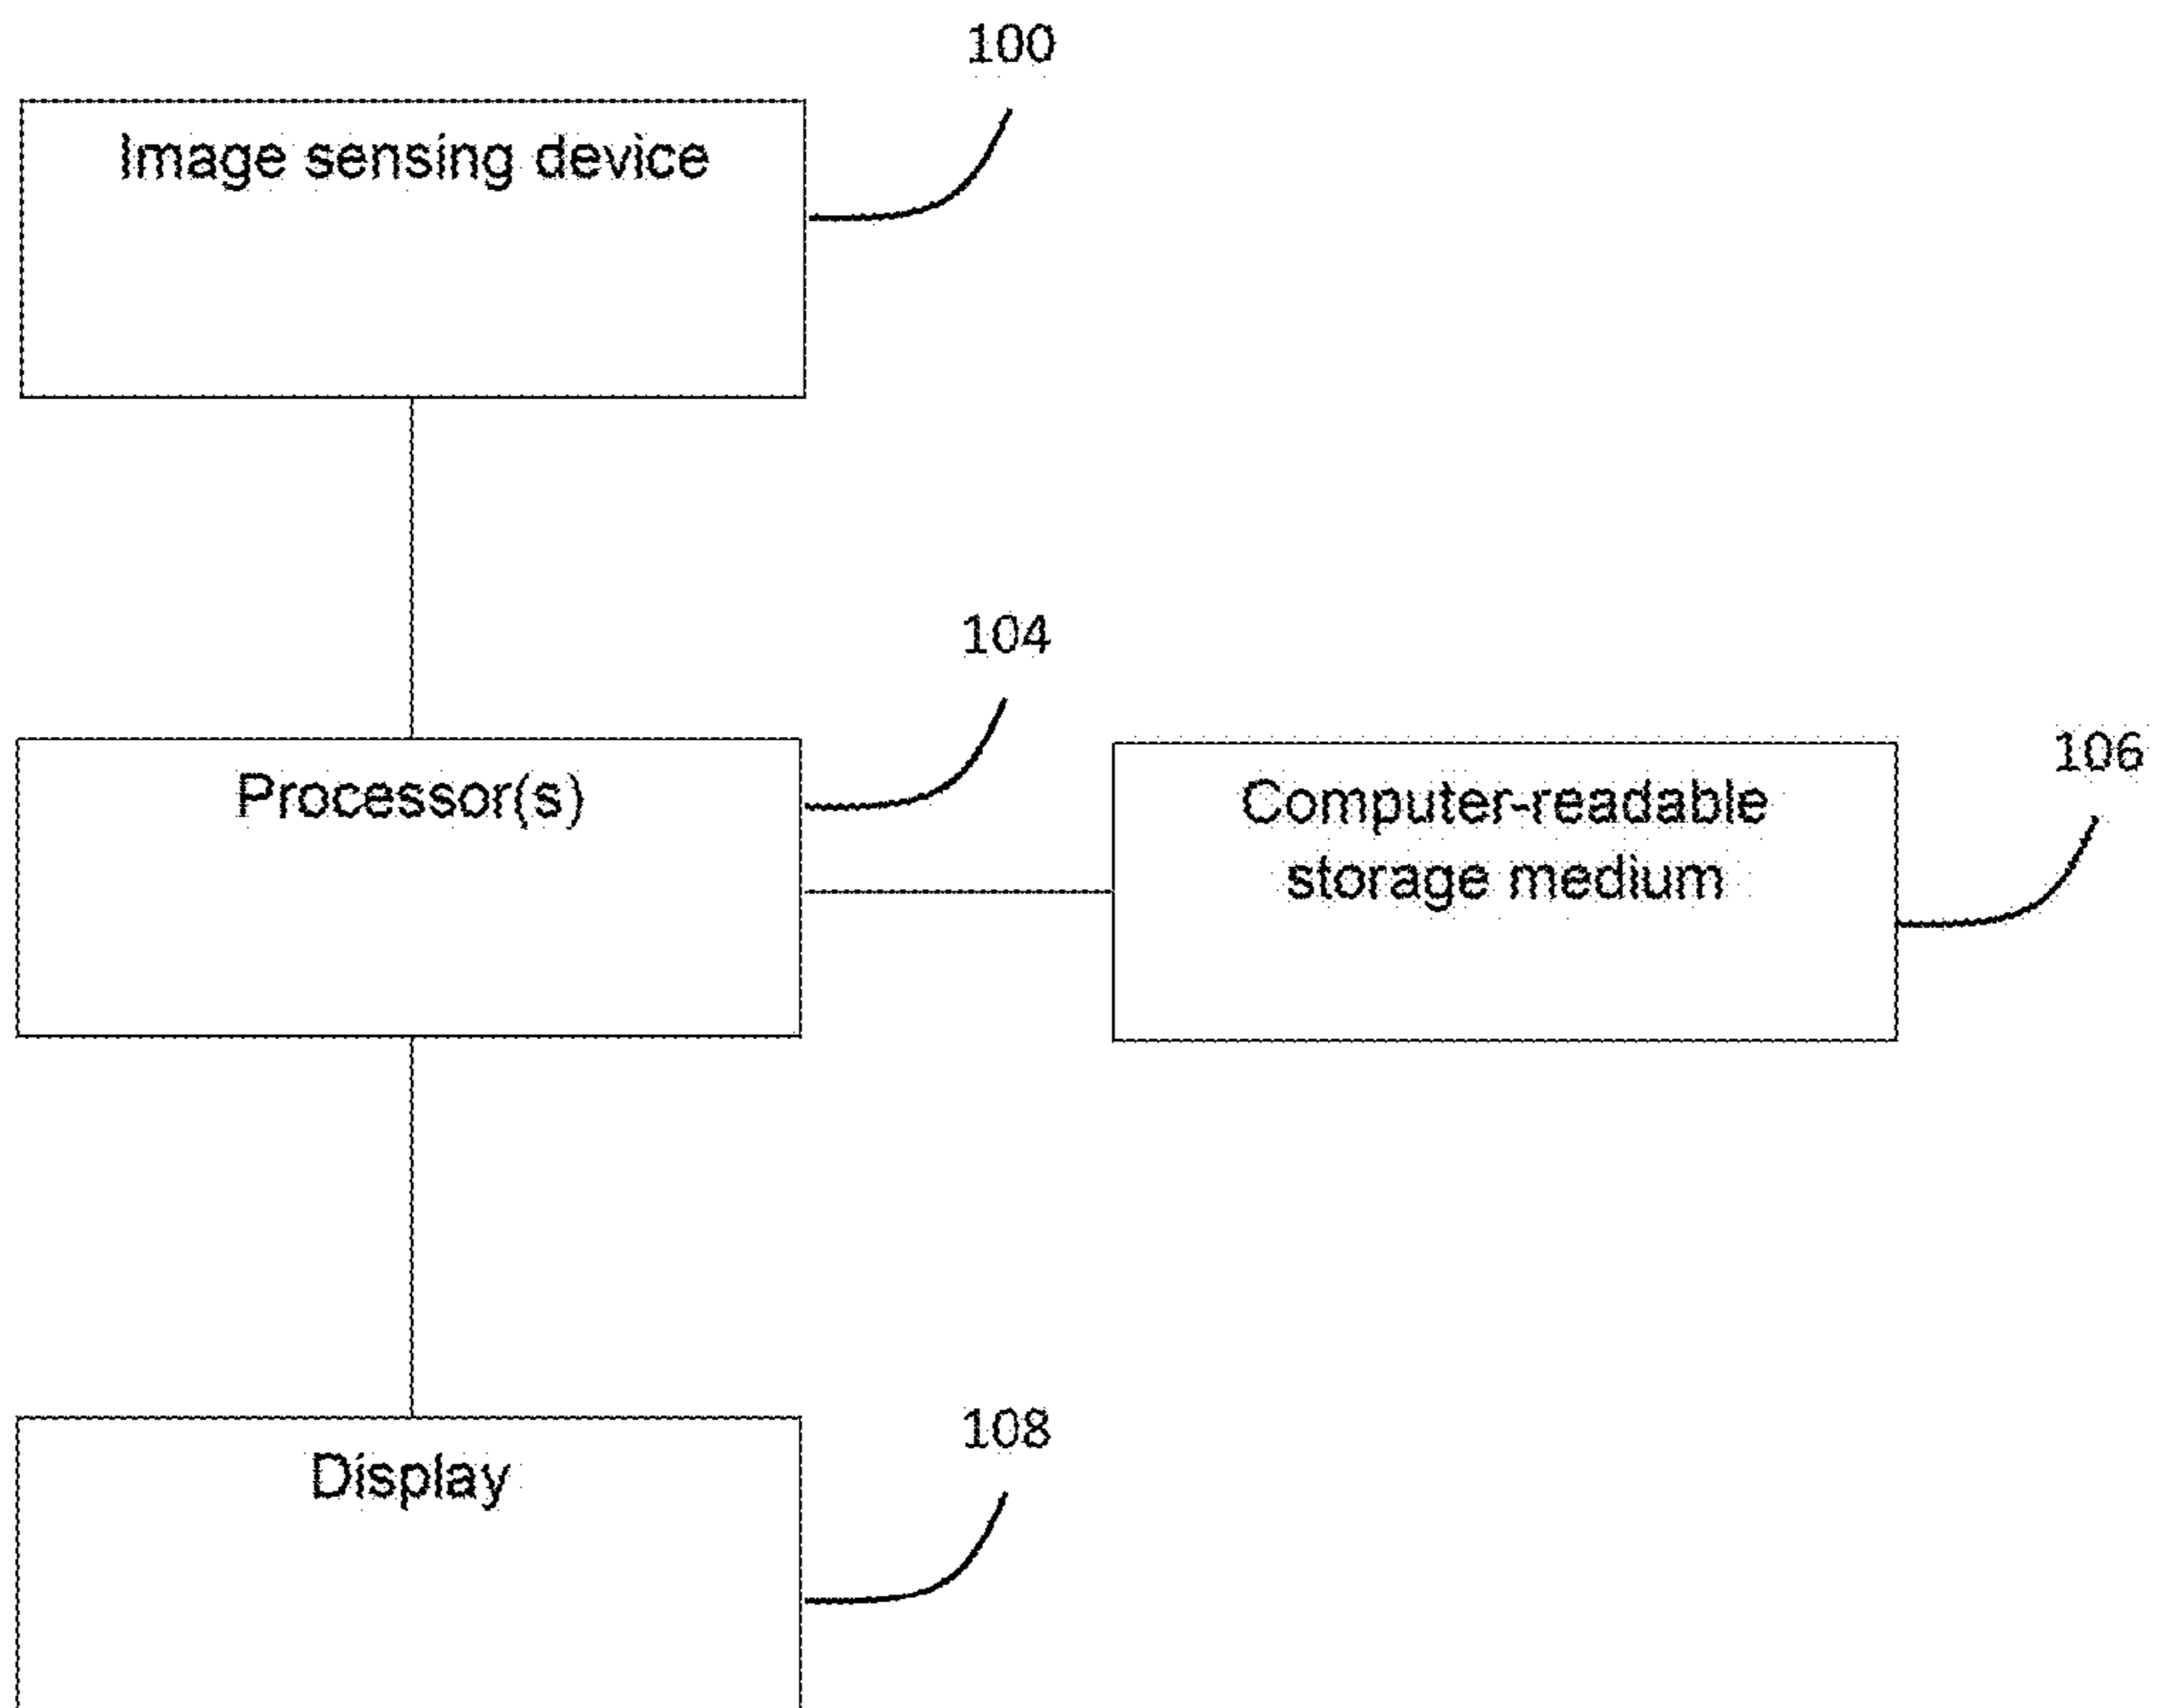 100
Image sensing device
104
Processor(s)
106
Computer-readable
storage medium
108
Display